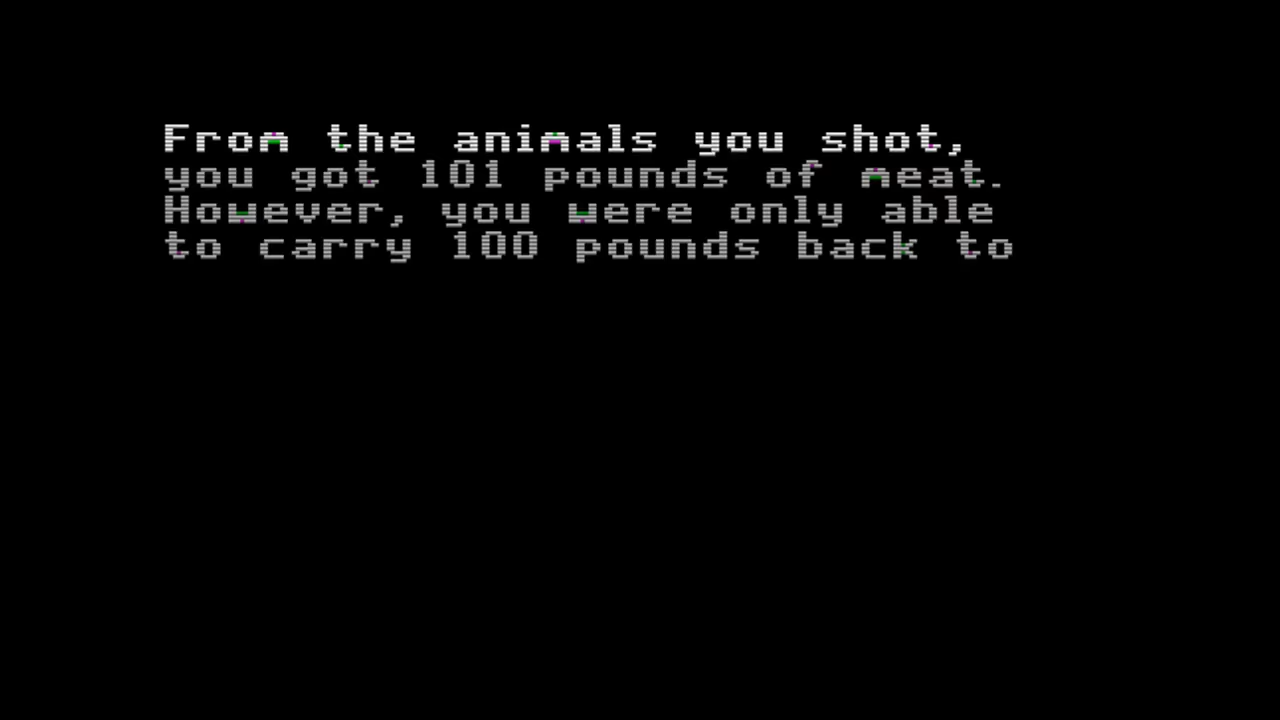 From the animals you shot,
you got 101 pounds of meat.
However, you were only able
to carry 100 pounds back to